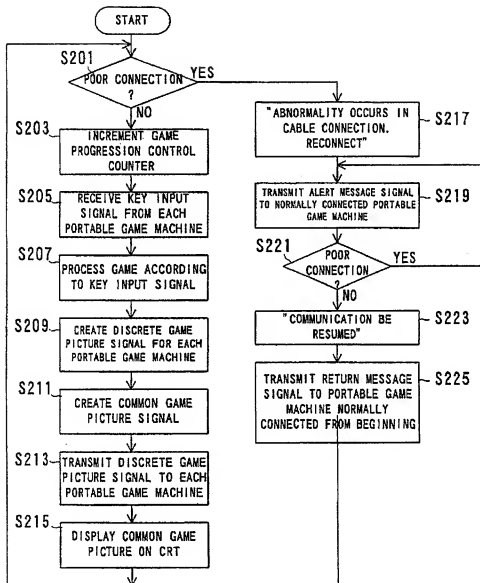 START
S201
POOR CONNECTION
?
YES
NO
S203
INCREMENT GAME
PROGRESSION CONTROL
COUNTER
S205
RECEIVE KEY INPUT
SIGNAL FROM EACH
PORTABLE GAME MACHINE
S207
PROCESS GAME ACCORDING
TO KEY INPUT SIGNAL
S209
CREATE DISCRETE GAME
PICTURE SIGNAL FOR EACH
PORTABLE GAME MACHINE
S211
CREATE COMMON GAME
PICTURE SIGNAL
S213
TRANSMIT DISCRETE GAME
PICTURE SIGNAL TO EACH
PORTABLE GAME MACHINE
S215
DISPLAY COMMON GAME
PICTURE ON CRT
"ABNORMALITY OCCURS IN
CABLE CONNECTION.
RECONNECT"
S217
TRANSMIT ALERT MESSAGE SIGNAL
TO NORMALLY CONNECTED PORTABLE
GAME MACHINE
S219
S221
POOR
CONNECTION
?
YES
NO
"COMMUNICATION BE
RESUMED"
S223
TRANSMIT RETURN MESSAGE
SIGNAL TO PORTABLE GAME
MACHINE NORMALLY
CONNECTED FROM BEGINNING
S225